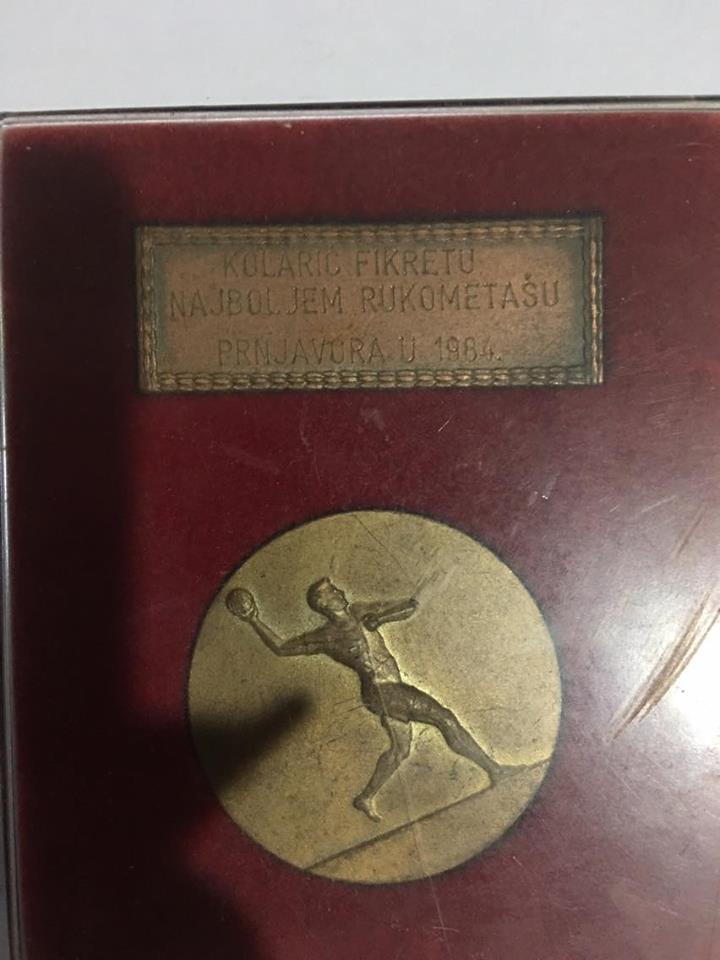 KOLARIĆ FIKRETU
NAJBOLJEM RUKOMETAŠU
PRNJAVORA U 1984.